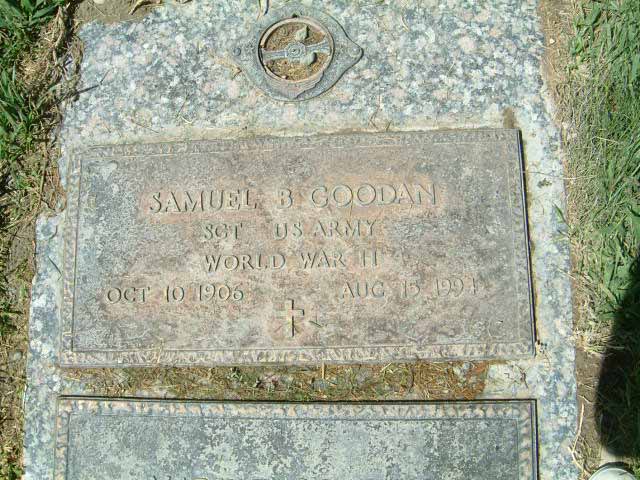 SAMUEL B GOODAN
SGT US ARMY
WORLD WAR II
OCT 10 1906 AUG 15 1994